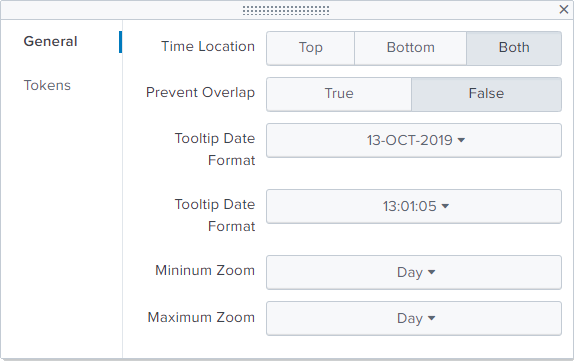 General
Tokens
Time Location
Top
Bottom
Both
Prevent Overlap
True
False
Tooltip Date
Format
13-OCT-2019
Tooltip Date
Format
13:01:05
Mininum Zoom
Day
Maximum Zoom
Day